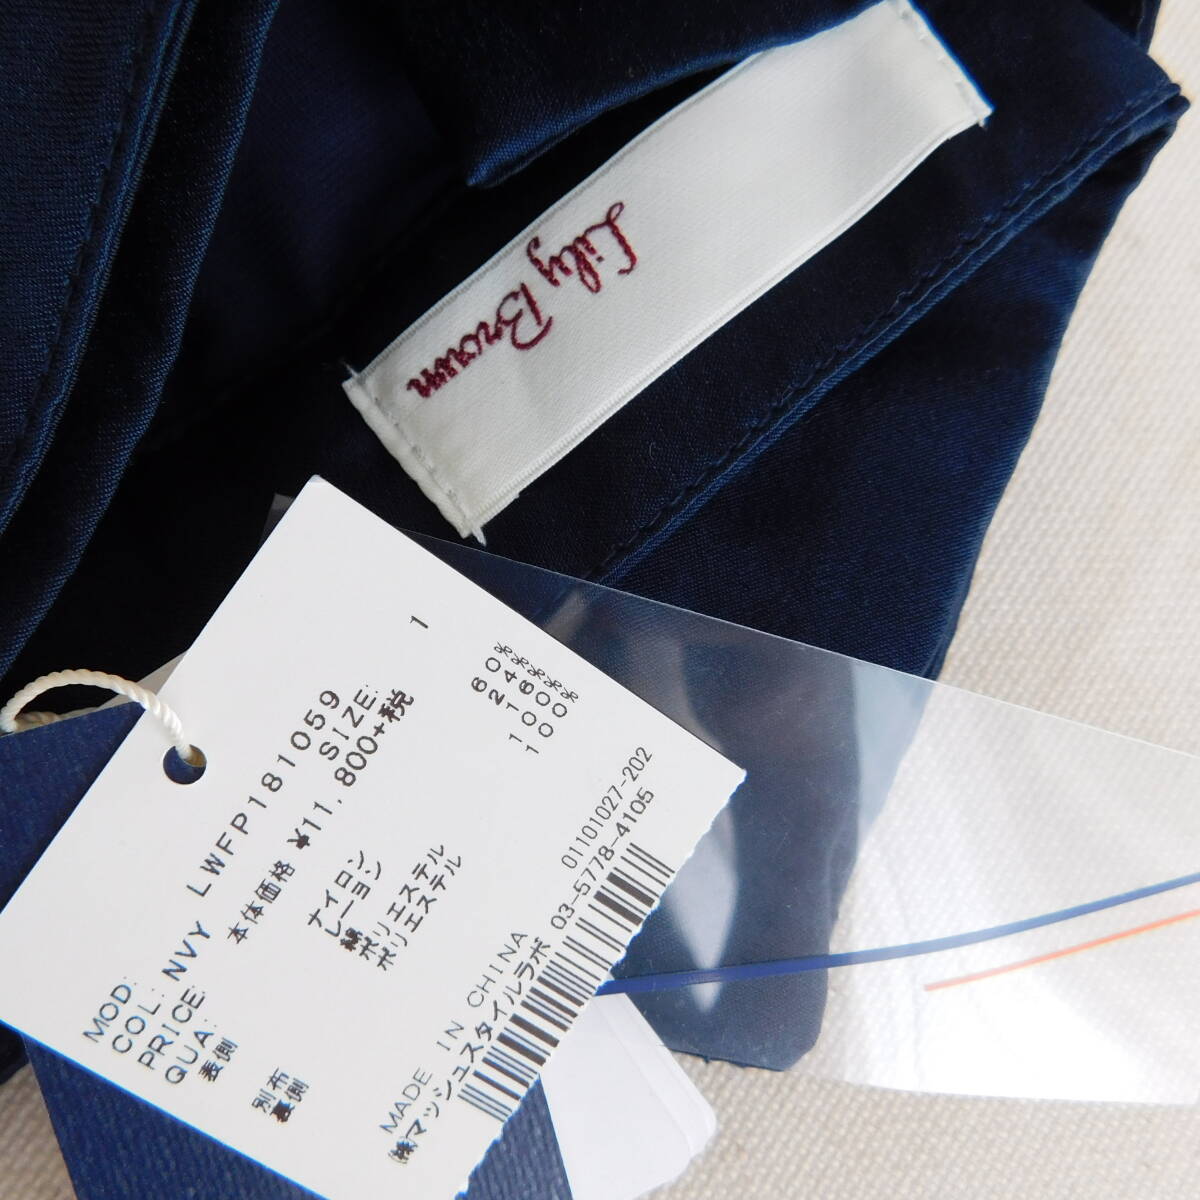 Lily Brown
MOD: LWFP181059
COL: NVY SIZE: 1
PRICE: 本体価格 ¥11,800+税
QUA:
表側 ナイロン 60%
レーヨン 24%
綿 16%
別布 ポリエステル 100%
裏側 ポリエステル 100%
MADE IN CHINA
㈱マッシュスタイルラボ 03-5778-4105
01101027-202